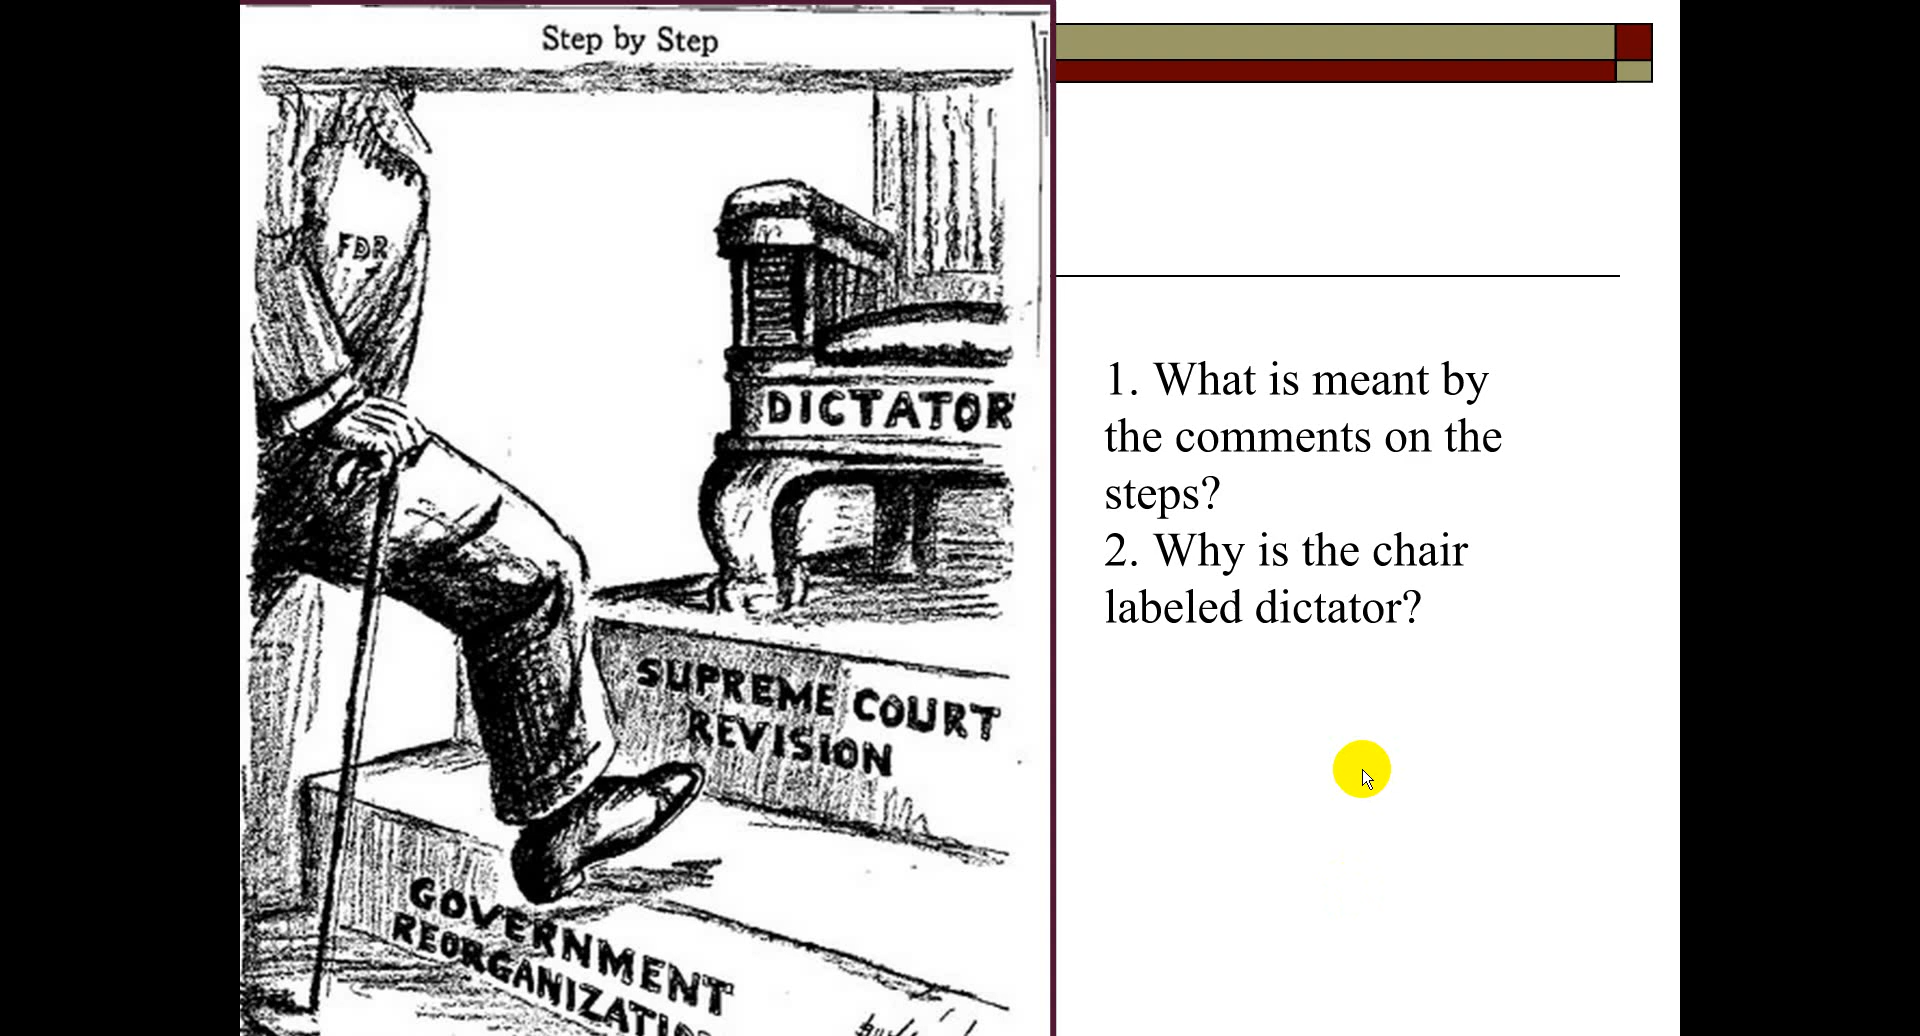 Step by Step
FDR
DICTATOR
SUPREME COURT
REVISION
GOVERNMENT
1. What is meant by
the comments on the
steps?
2. Why is the chair
labeled dictator?